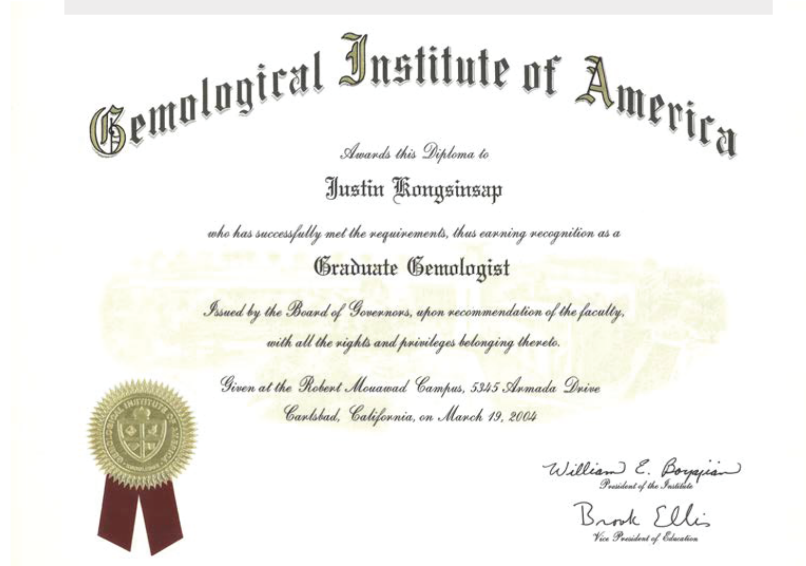 Gemological Institute of America
Awards this Diploma to
Justin Kongsinsap
who has successfully met the requirements, thus earning recognition as a
Graduate Gemologist
Issued by the Board of Governors, upon recommendation of the faculty,
with all the rights and privileges belonging thereto.
Given at the Robert Mouawad Campus, 5345 Armada Drive
Carlsbad, California, on March 19, 2004
William E. Boyajian
President of the Institute
Brook Ellis
Vice President of Education